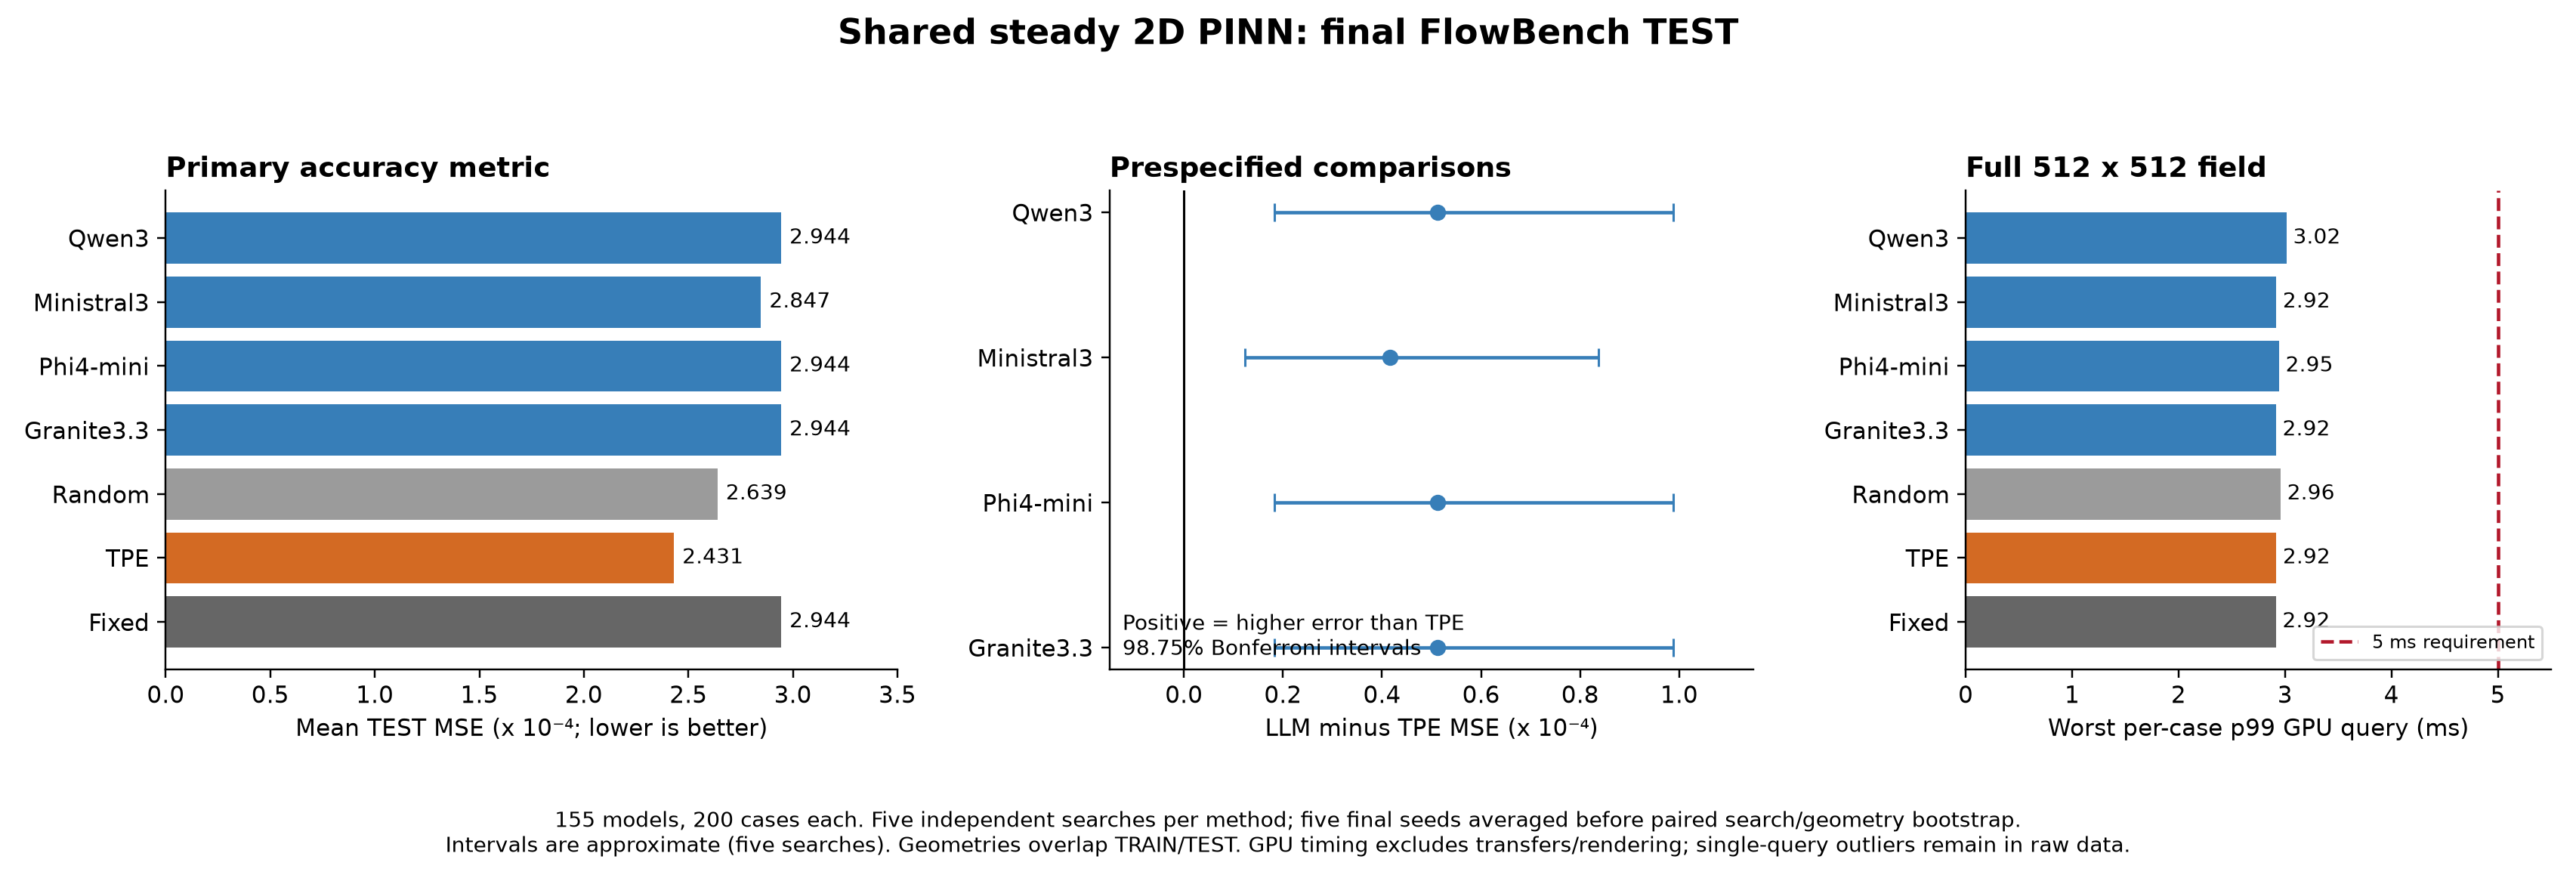 Shared steady 2D PINN: final FlowBench TEST
Primary accuracy metric
Qwen3
2.944
Ministral3
2.847
Phi4-mini
2.944
Granite3.3
2.944
Random
2.639
TPE
2.431
Fixed
2.944
0.0 0.5 1.0 1.5 2.0 2.5 3.0 3.5
Mean TEST MSE (x 10⁻⁴; lower is better)
Prespecified comparisons
Qwen3
Ministral3
Phi4-mini
Granite3.3
Positive = higher error than TPE
98.75% Bonferroni intervals
0.0 0.2 0.4 0.6 0.8 1.0
LLM minus TPE MSE (x 10⁻⁴)
Full 512 x 512 field
Qwen3
3.02
Ministral3
2.92
Phi4-mini
2.95
Granite3.3
2.92
Random
2.96
TPE
2.92
Fixed
2.92
5 ms requirement
0 1 2 3 4 5
Worst per-case p99 GPU query (ms)
155 models, 200 cases each. Five independent searches per method; five final seeds averaged before paired search/geometry bootstrap.
Intervals are approximate (five searches). Geometries overlap TRAIN/TEST. GPU timing excludes transfers/rendering; single-query outliers remain in raw data.